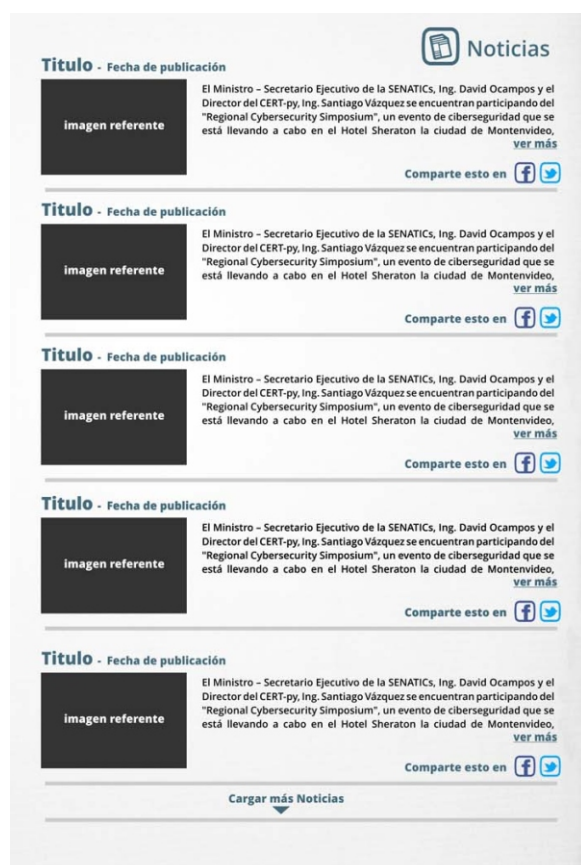 Noticias
Titulo - Fecha de publicación
imagen referente
El Ministro – Secretario Ejecutivo de la SENATICs, Ing. David Ocampos y el
Director del CERT-py, Ing. Santiago Vázquez se encuentran participando del
"Regional Cybersecurity Simposium", un evento de ciberseguridad que se
está llevando a cabo en el Hotel Sheraton la ciudad de Montenvideo,
ver más
Comparte esto en
Titulo - Fecha de publicación
imagen referente
El Ministro – Secretario Ejecutivo de la SENATICs, Ing. David Ocampos y el
Director del CERT-py, Ing. Santiago Vázquez se encuentran participando del
"Regional Cybersecurity Simposium", un evento de ciberseguridad que se
está llevando a cabo en el Hotel Sheraton la ciudad de Montenvideo,
ver más
Comparte esto en
Titulo - Fecha de publicación
imagen referente
El Ministro – Secretario Ejecutivo de la SENATICs, Ing. David Ocampos y el
Director del CERT-py, Ing. Santiago Vázquez se encuentran participando del
"Regional Cybersecurity Simposium", un evento de ciberseguridad que se
está llevando a cabo en el Hotel Sheraton la ciudad de Montenvideo,
ver más
Comparte esto en
Titulo - Fecha de publicación
imagen referente
El Ministro – Secretario Ejecutivo de la SENATICs, Ing. David Ocampos y el
Director del CERT-py, Ing. Santiago Vázquez se encuentran participando del
"Regional Cybersecurity Simposium", un evento de ciberseguridad que se
está llevando a cabo en el Hotel Sheraton la ciudad de Montenvideo,
ver más
Comparte esto en
Titulo - Fecha de publicación
imagen referente
El Ministro – Secretario Ejecutivo de la SENATICs, Ing. David Ocampos y el
Director del CERT-py, Ing. Santiago Vázquez se encuentran participando del
"Regional Cybersecurity Simposium", un evento de ciberseguridad que se
está llevando a cabo en el Hotel Sheraton la ciudad de Montenvideo,
ver más
Comparte esto en
Cargar más Noticias